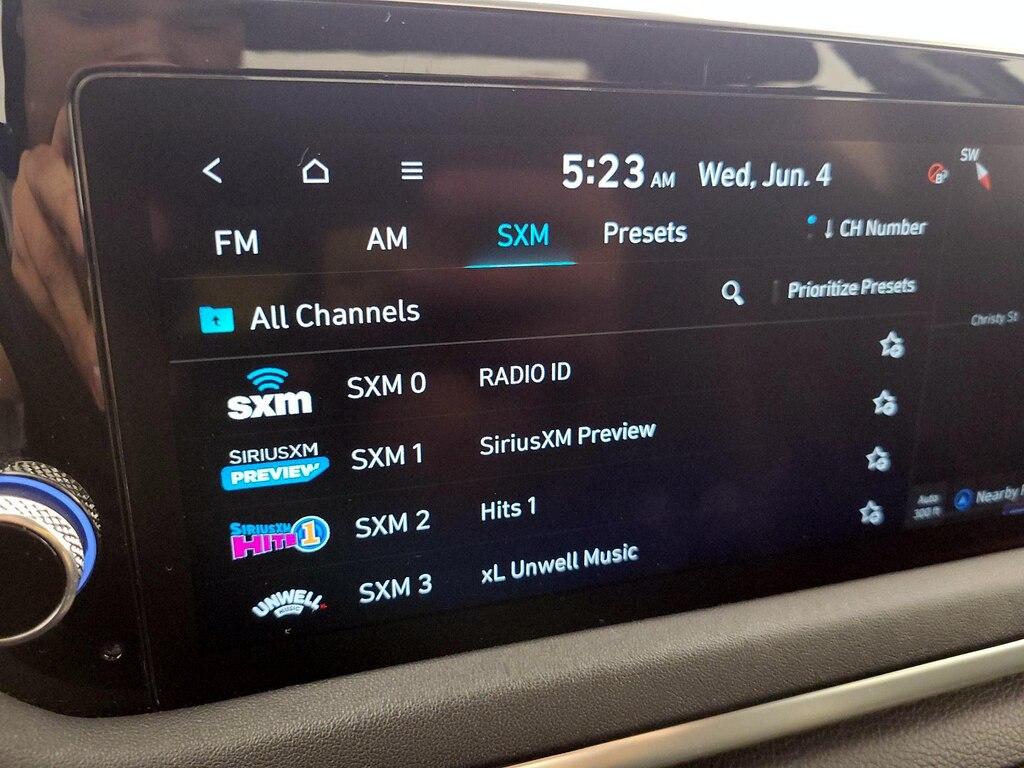 5:23 AM Wed, Jun. 4
SW
FM AM SXM Presets ↓ CH Number
All Channels Prioritize Presets
Christy St
sxm SXM 0 RADIO ID
SIRIUSXM PREVIEW SXM 1 SiriusXM Preview
SIRIUSXM HITS 1 SXM 2 Hits 1
UNWELL MUSIC XL SXM 3 xL Unwell Music
Auto
300 ft
Nearby